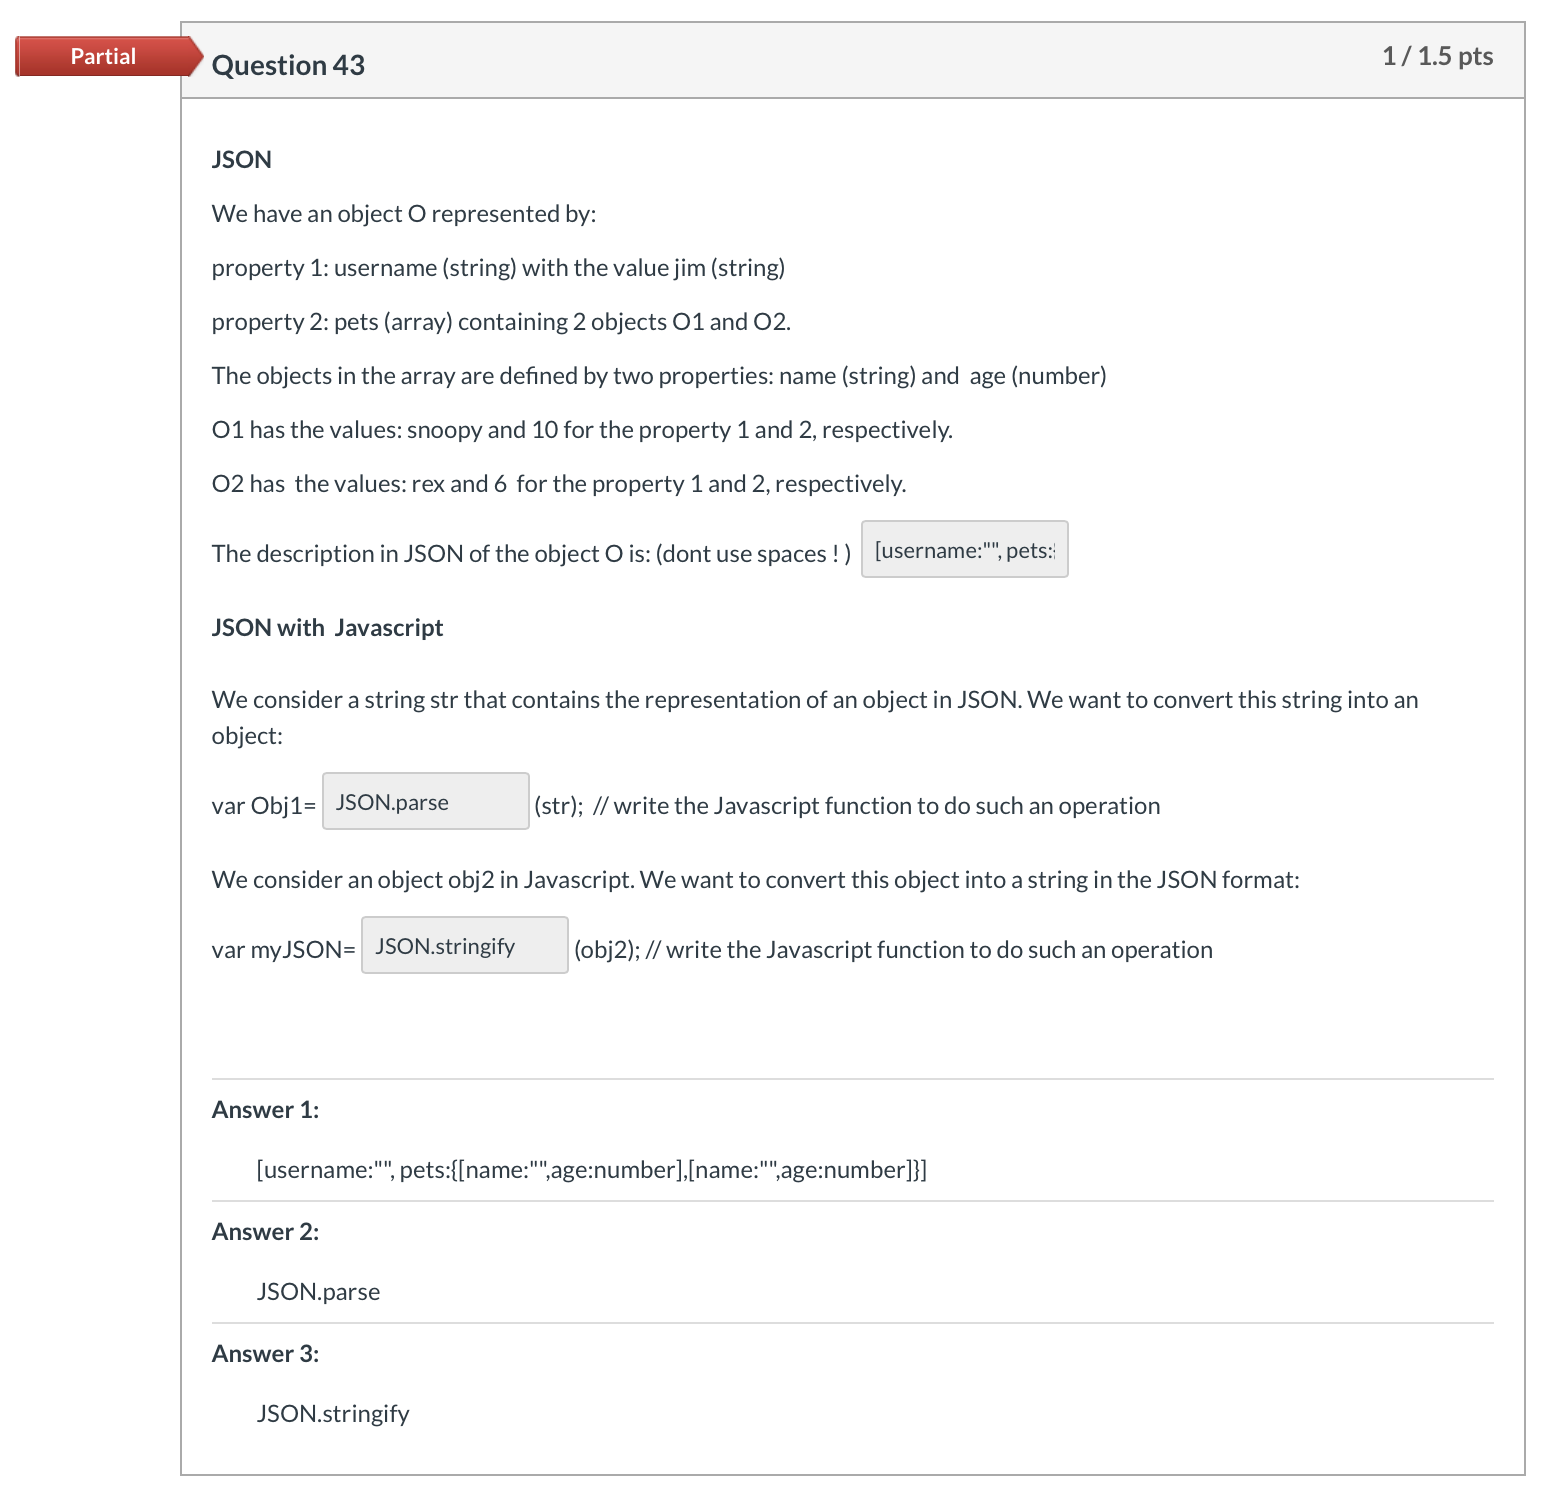 Partial
Question 43
1 / 1.5 pts
JSON
We have an object O represented by:
property 1: username (string) with the value jim (string)
property 2: pets (array) containing 2 objects O1 and O2.
The objects in the array are defined by two properties: name (string) and  age (number)
O1 has the values: snoopy and 10 for the property 1 and 2, respectively.
O2 has  the values: rex and 6  for the property 1 and 2, respectively.
The description in JSON of the object O is: (dont use spaces ! ) [username:"", pets:
JSON with  Javascript
We consider a string str that contains the representation of an object in JSON. We want to convert this string into an
object:
var Obj1= JSON.parse (str);  // write the Javascript function to do such an operation
We consider an object obj2 in Javascript. We want to convert this object into a string in the JSON format:
var myJSON= JSON.stringify (obj2); // write the Javascript function to do such an operation
Answer 1:
[username:"", pets:{[name:"",age:number],[name:"",age:number]}]
Answer 2:
JSON.parse
Answer 3:
JSON.stringify